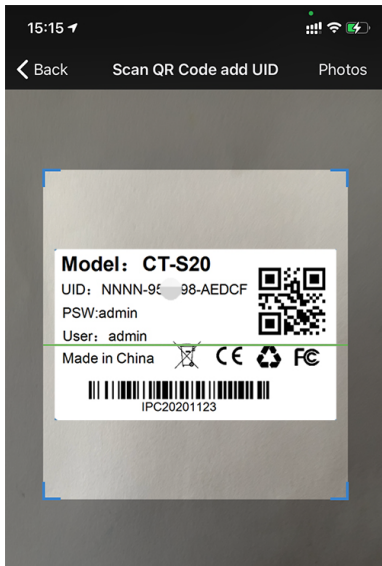 15:15
Back Scan QR Code add UID Photos
Model: CT-S20
UID: NNNN-95 98-AEDCF
PSW:admin
User: admin
Made in China CE FC
IPC20201123